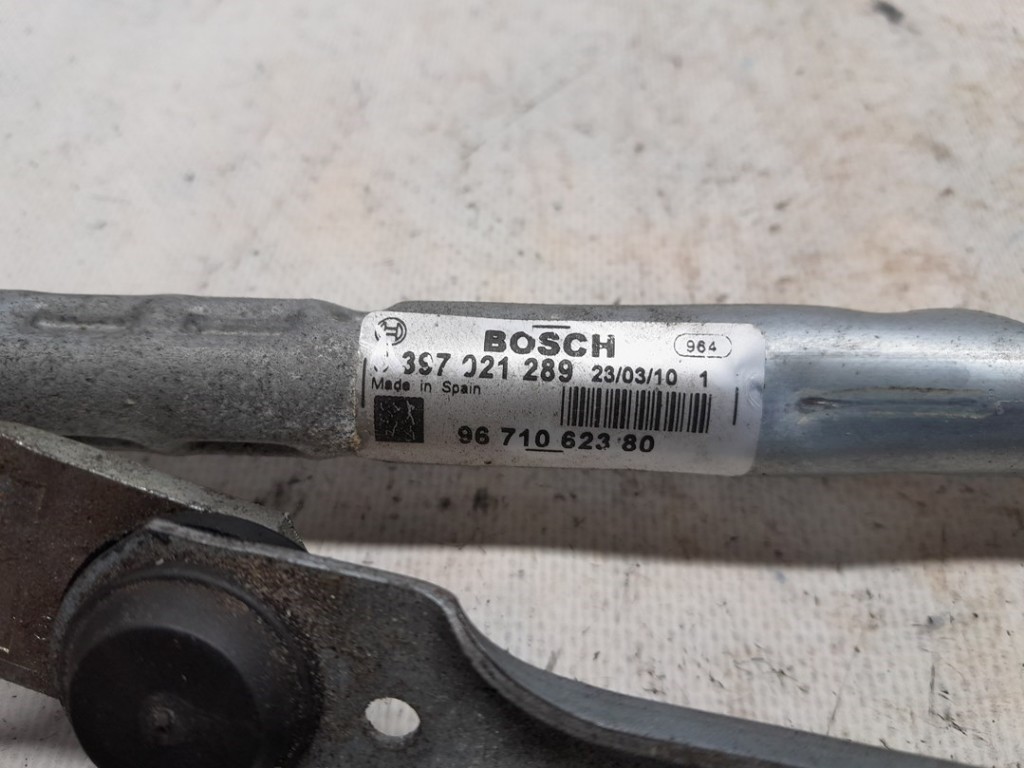 BOSCH 964
397 021 289 23/03/10 1
Made in Spain
96 710 623 80